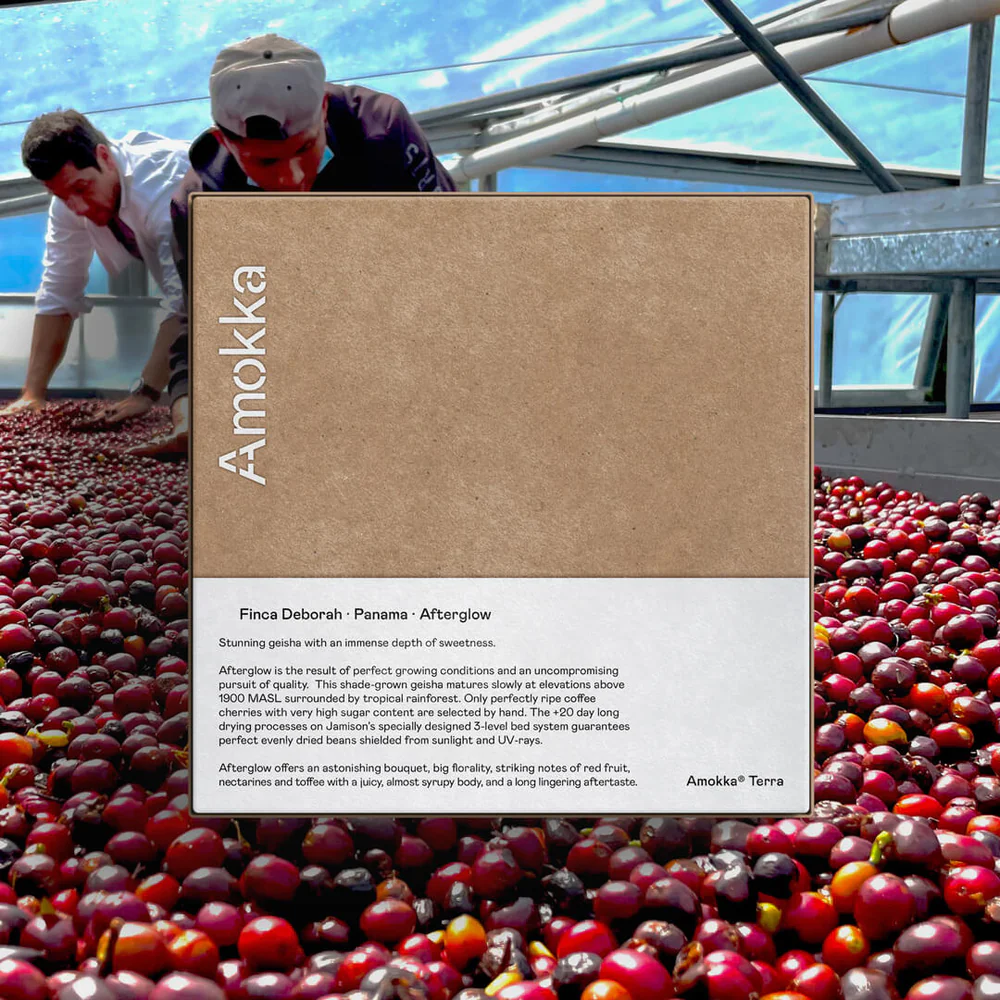 Amokka
Finca Deborah · Panama · Afterglow
Stunning geisha with an immense depth of sweetness.
Afterglow is the result of perfect growing conditions and an uncompromising
pursuit of quality. This shade-grown geisha matures slowly at elevations above
1900 MASL surrounded by tropical rainforest. Only perfectly ripe coffee
cherries with very high sugar content are selected by hand. The +20 day long
drying processes on Jamison's specially designed 3-level bed system guarantees
perfect evenly dried beans shielded from sunlight and UV-rays.
Afterglow offers an astonishing bouquet, big florality, striking notes of red fruit,
nectarines and toffee with a juicy, almost syrupy body, and a long lingering aftertaste.
Amokka® Terra